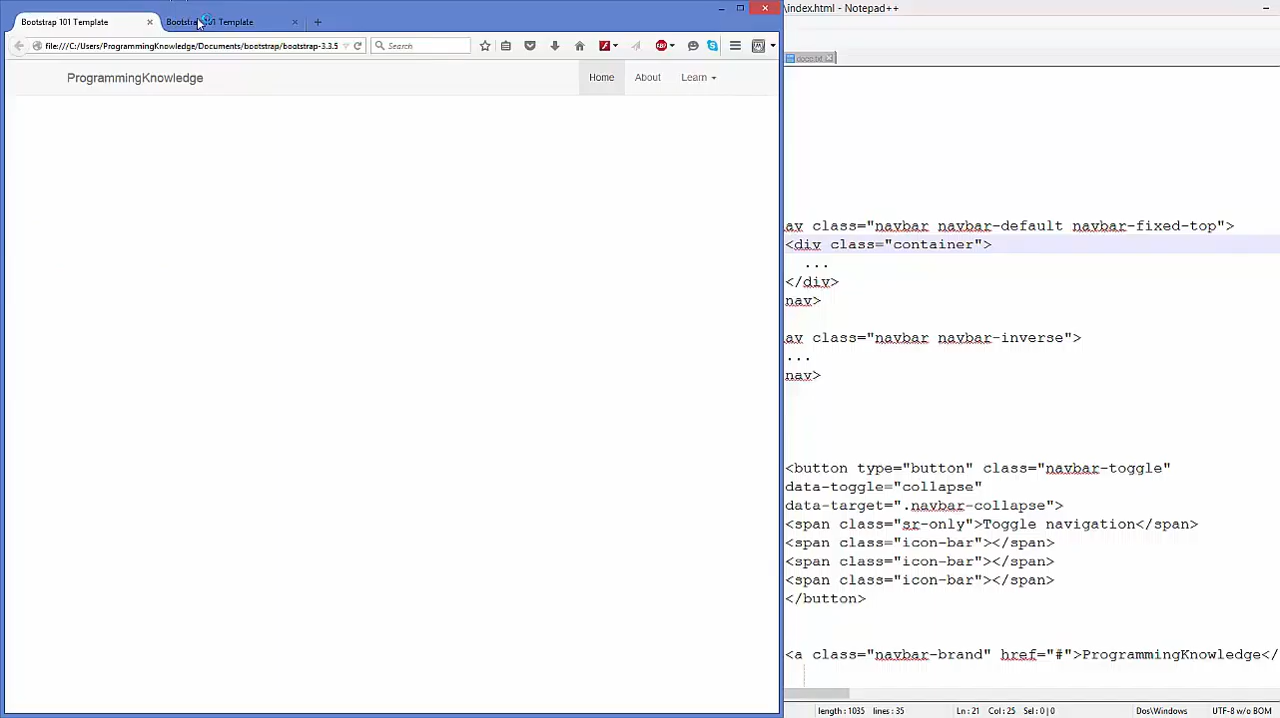 Bootstrap 101 Template
Bootstrap 101 Template
index.html - Notepad++
file:///C:/Users/ProgrammingKnowledge/Documents/bootstrap/bootstrap-3.3.5
Search
ProgrammingKnowledge
Home
About
Learn
av class="navbar navbar-default navbar-fixed-top">
<div class="container">
...
</div>
nav>
av class="navbar navbar-inverse">
...
nav>
<button type="button" class="navbar-toggle"
data-toggle="collapse"
data-target=".navbar-collapse">
<span class="sr-only">Toggle navigation</span>
<span class="icon-bar"></span>
<span class="icon-bar"></span>
<span class="icon-bar"></span>
</button>
<a class="navbar-brand" href="#">ProgrammingKnowledge</
length : 1035 lines : 35 Ln : 21 Col : 25 Sel : 0 | 0 Dos\Windows UTF-8 w/o BOM